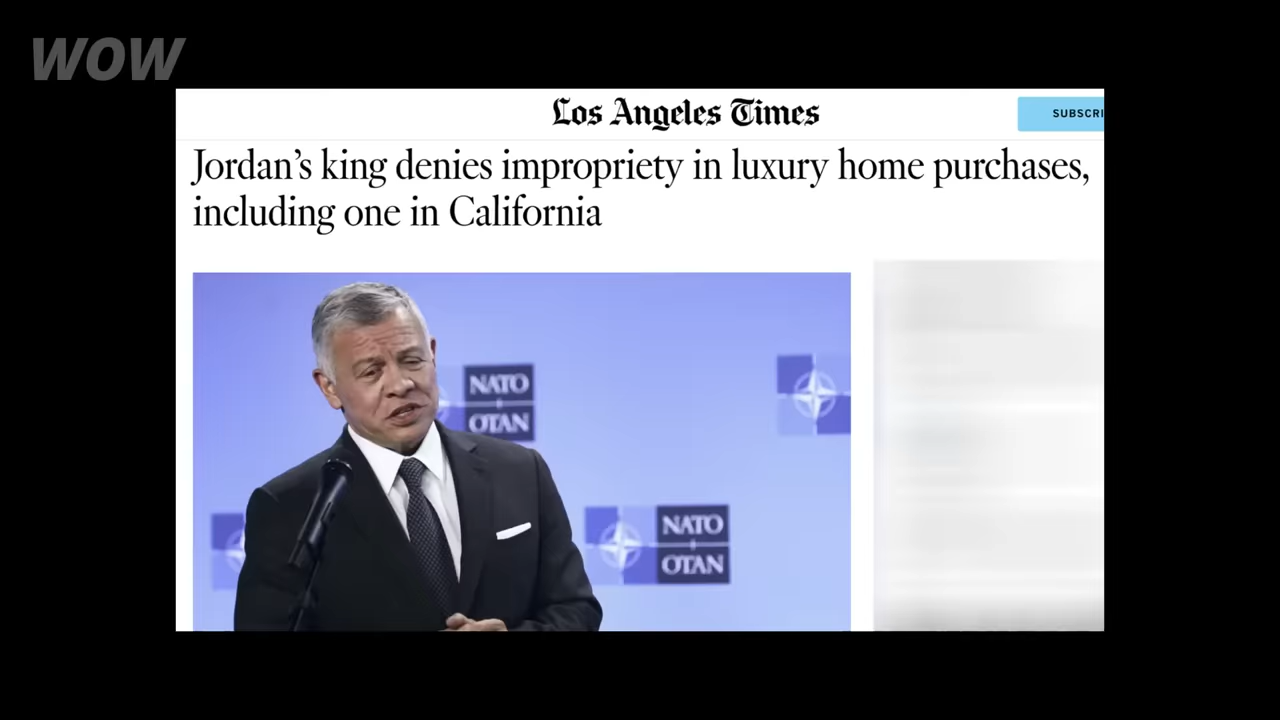 WOW
Los Angeles Times
SUBSCRI
Jordan's king denies impropriety in luxury home purchases,
including one in California
NATO
OTAN
NATO
OTAN